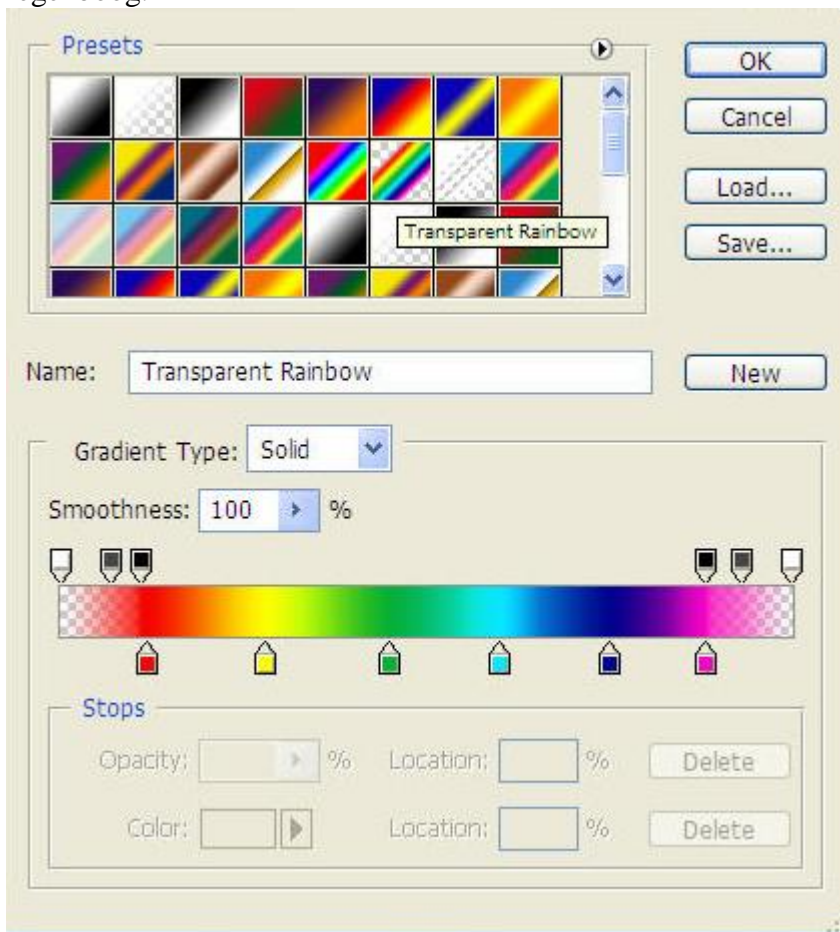 Presets
OK
Cancel
Load...
Save...
Transparent Rainbow
Name: Transparent Rainbow
New
Gradient Type: Solid
Smoothness: 100 %
Stops
Opacity: % Location: % Delete
Color: Location: % Delete